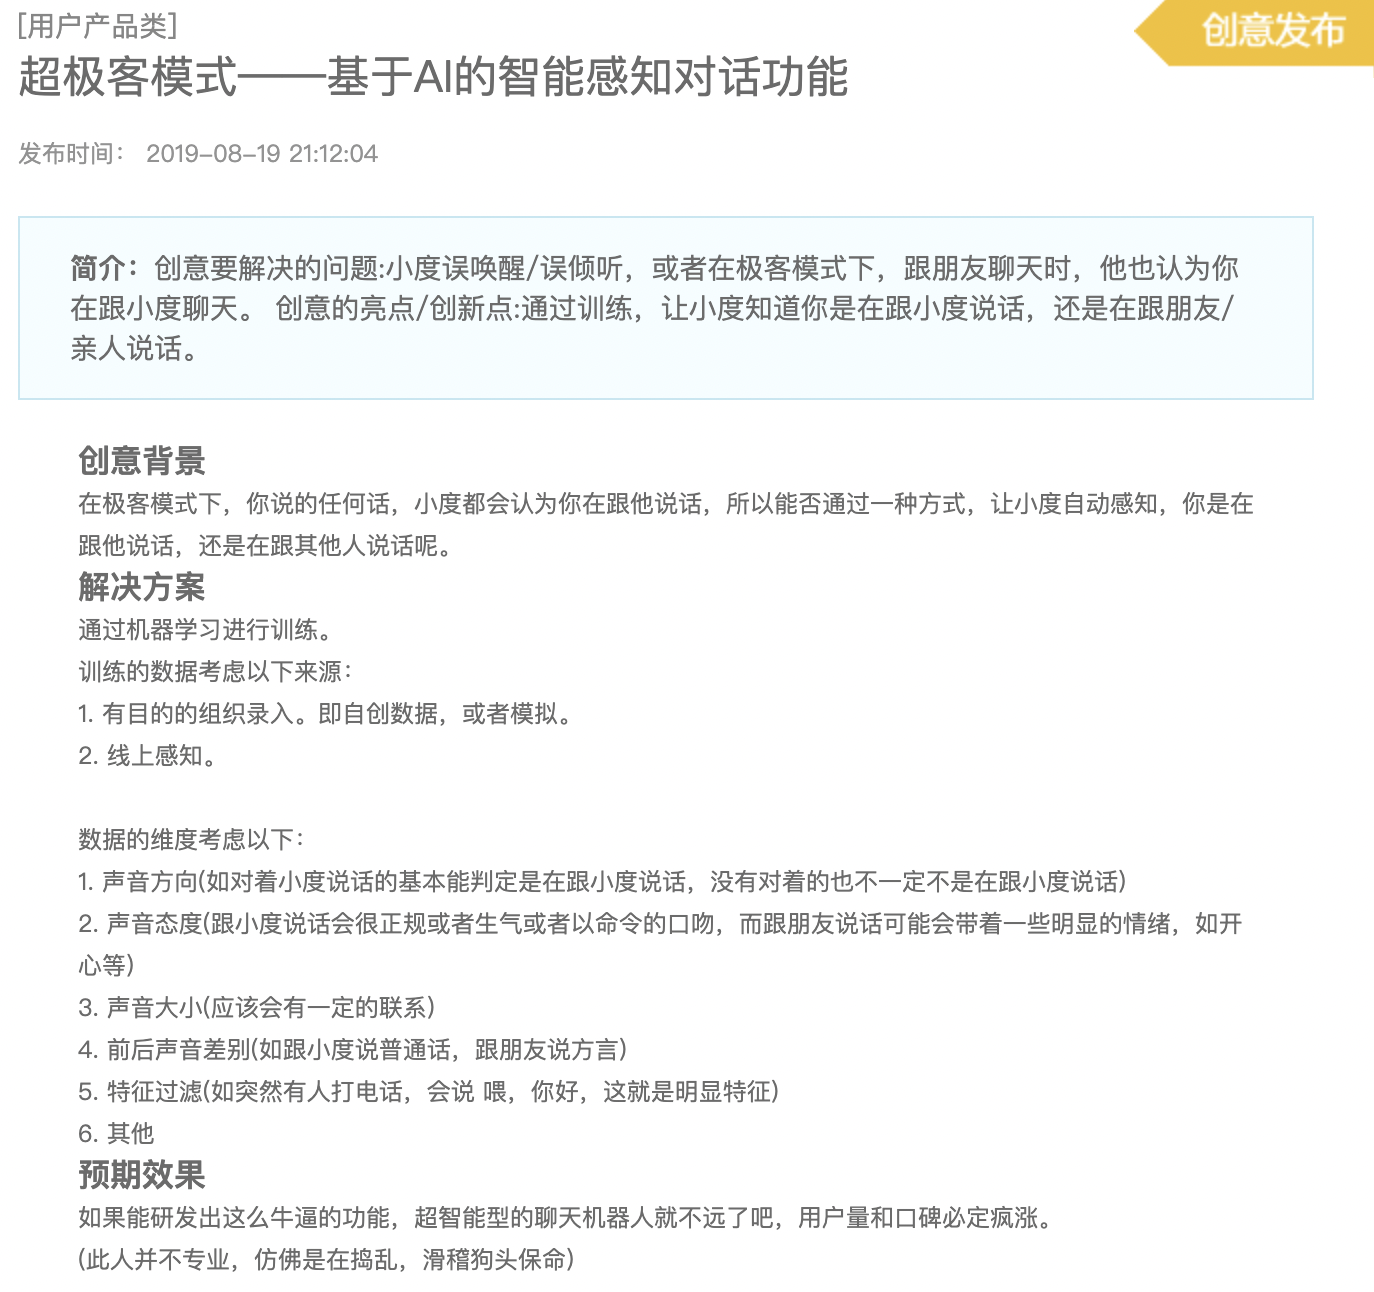 [用户产品类]
创意发布
超极客模式——基于AI的智能感知对话功能
发布时间： 2019-08-19 21:12:04
简介：创意要解决的问题:小度误唤醒/误倾听，或者在极客模式下，跟朋友聊天时，他也认为你
在跟小度聊天。 创意的亮点/创新点:通过训练，让小度知道你是在跟小度说话，还是在跟朋友/
亲人说话。
创意背景
在极客模式下，你说的任何话，小度都会认为你在跟他说话，所以能否通过一种方式，让小度自动感知，你是在
跟他说话，还是在跟其他人说话呢。
解决方案
通过机器学习进行训练。
训练的数据考虑以下来源：
1. 有目的的组织录入。即自创数据，或者模拟。
2. 线上感知。
数据的维度考虑以下：
1. 声音方向(如对着小度说话的基本能判定是在跟小度说话，没有对着的也不一定不是在跟小度说话)
2. 声音态度(跟小度说话会很正规或者生气或者以命令的口吻，而跟朋友说话可能会带着一些明显的情绪，如开
心等)
3. 声音大小(应该会有一定的联系)
4. 前后声音差别(如跟小度说普通话，跟朋友说方言)
5. 特征过滤(如突然有人打电话，会说 喂，你好，这就是明显特征)
6. 其他
预期效果
如果能研发出这么牛逼的功能，超智能型的聊天机器人就不远了吧，用户量和口碑必定疯涨。
(此人并不专业，仿佛是在捣乱，滑稽狗头保命)